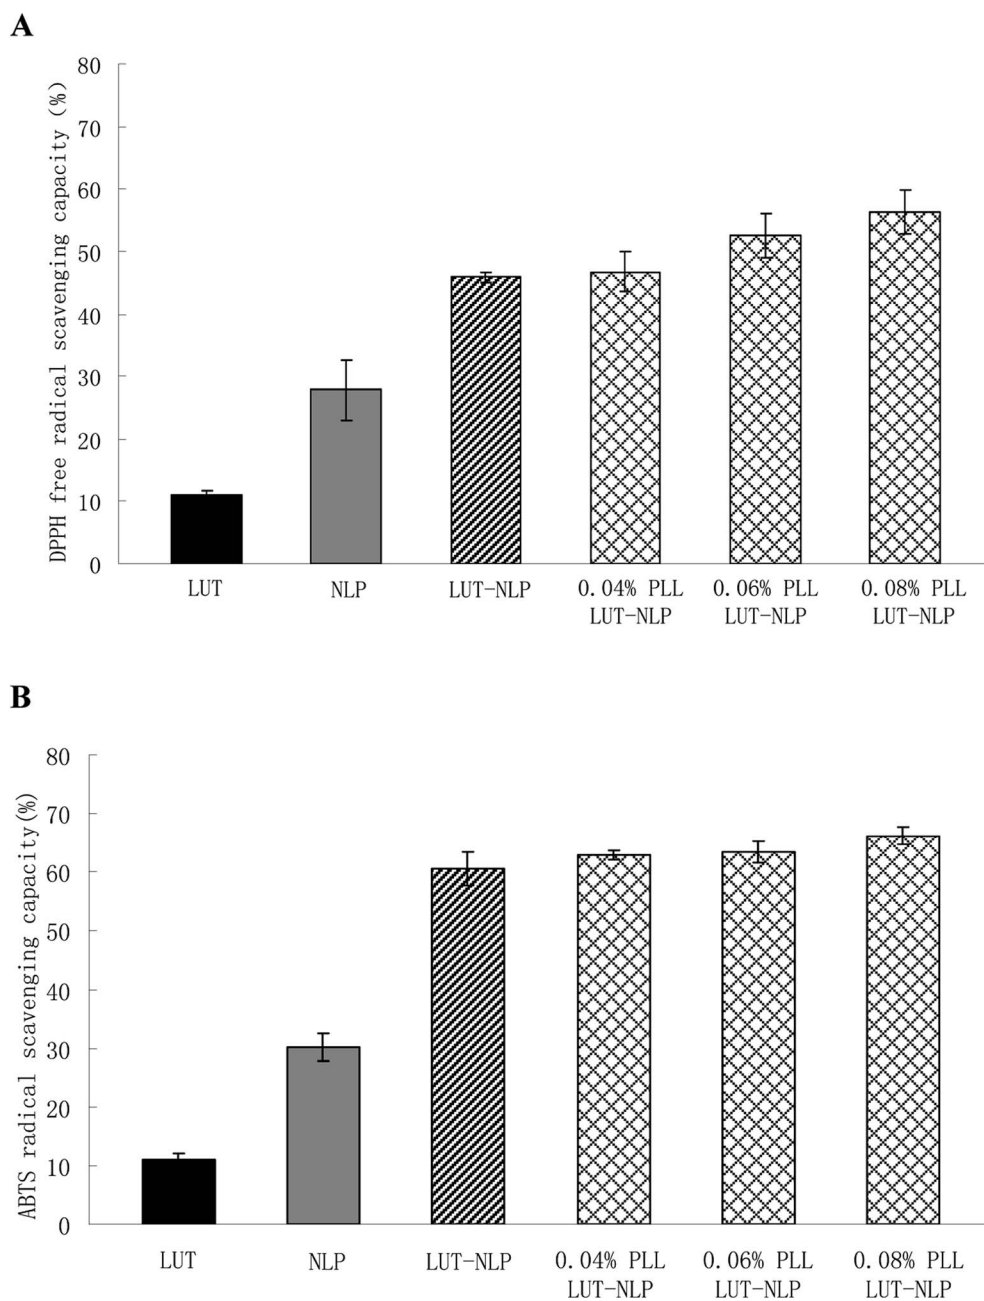 A
DPPH free radical scavenging capacity (%)
80
70
60
50
40
30
20
10
0
LUT
NLP
LUT-NLP
0.04% PLL
LUT-NLP
0.06% PLL
LUT-NLP
0.08% PLL
LUT-NLP
B
ABTS radical scavenging capacity(%)
80
70
60
50
40
30
20
10
0
LUT
NLP
LUT-NLP
0.04% PLL
LUT-NLP
0.06% PLL
LUT-NLP
0.08% PLL
LUT-NLP